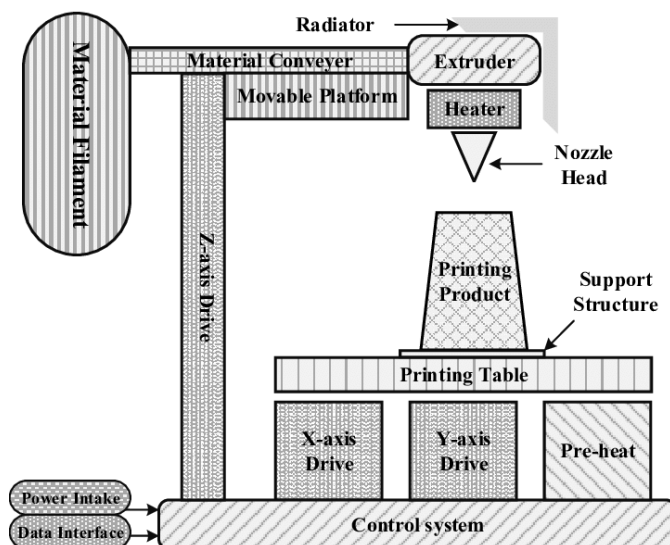 Radiator
Material Filament
Material Conveyer
Extruder
Movable Platform
Heater
Nozzle
Head
Z-axis Drive
Printing
Product
Support
Structure
Printing Table
X-axis
Drive
Y-axis
Drive
Pre-heat
Power Intake
Data Interface
Control system